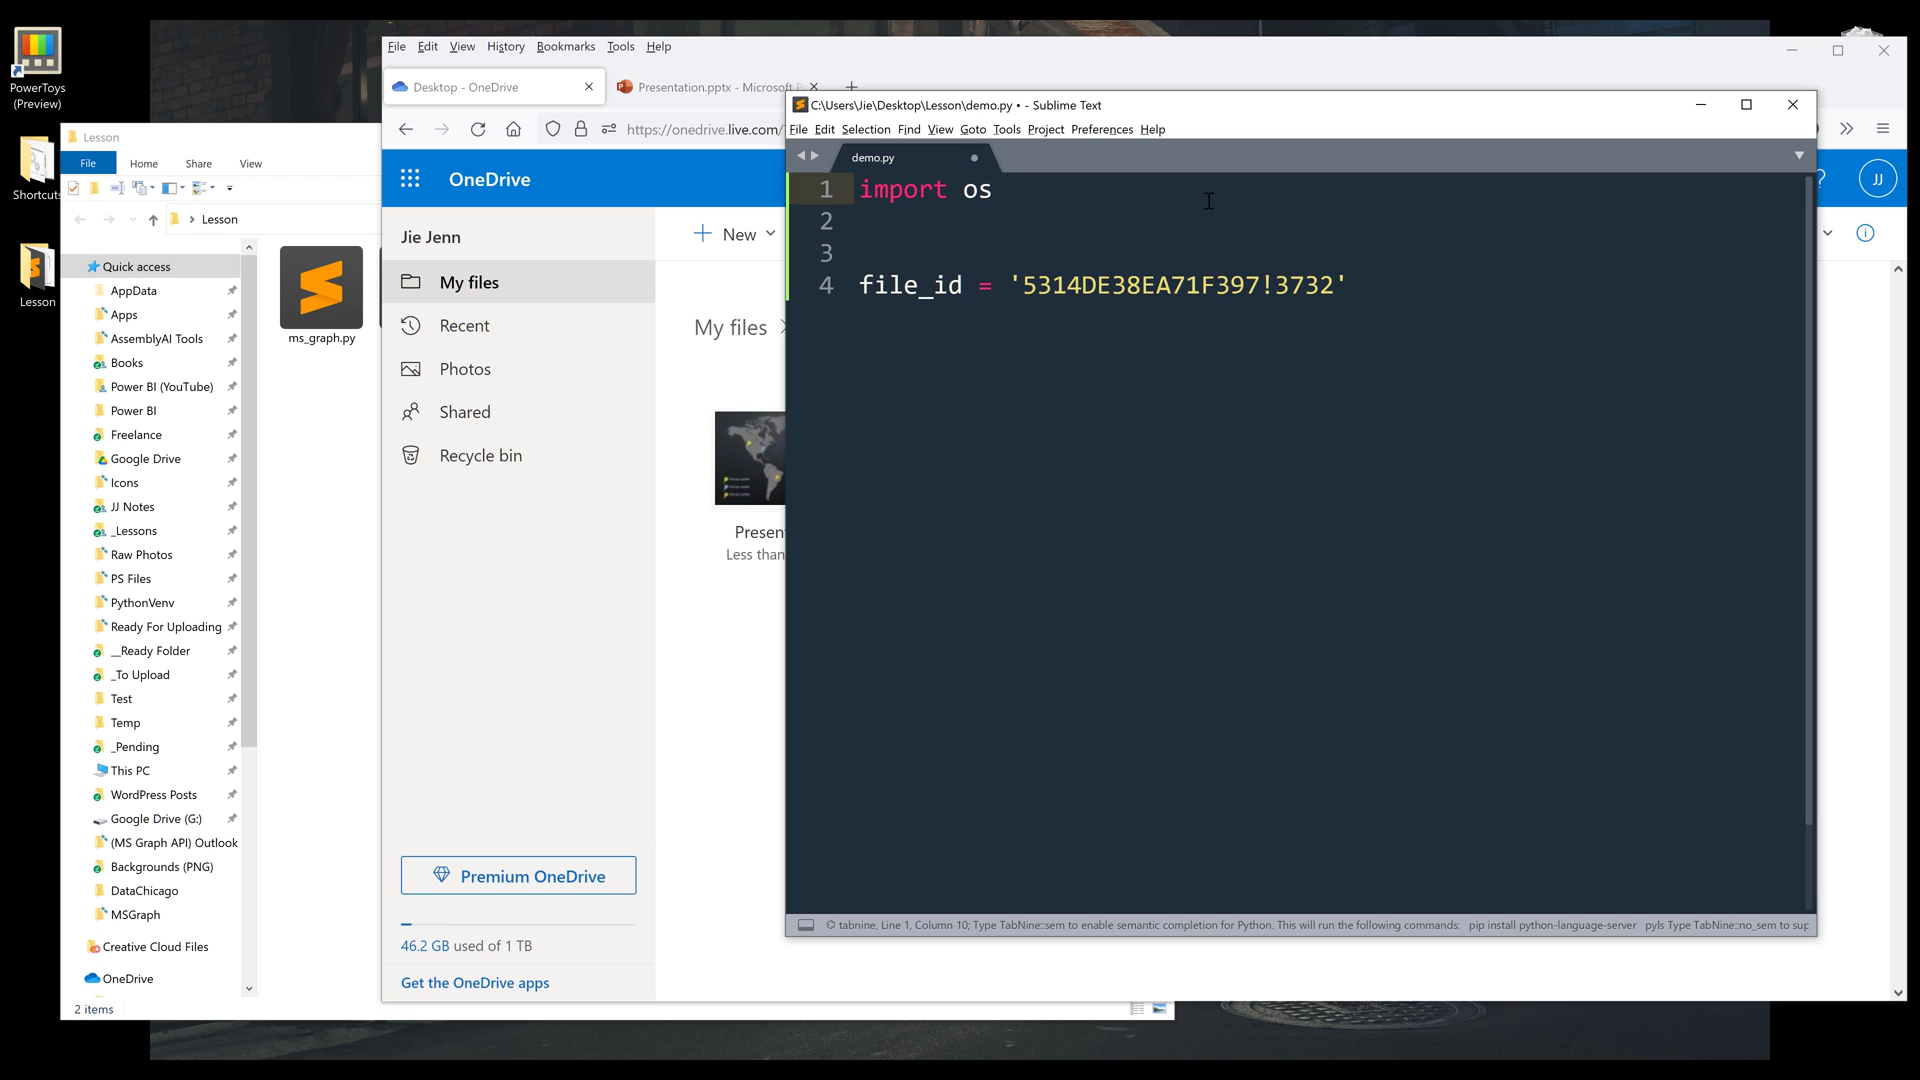 PowerToys
(Preview)
Shortcuts
Lesson
Lesson
File
Home
Share
View
Lesson
Quick access
AppData
Apps
AssemblyAI Tools
Books
Power BI (YouTube)
Power BI
Freelance
Google Drive
Icons
JJ Notes
_Lessons
Raw Photos
PS Files
PythonVenv
Ready For Uploading
__Ready Folder
_To Upload
Test
Temp
_Pending
This PC
WordPress Posts
Google Drive (G:)
(MS Graph API) Outlook
Backgrounds (PNG)
DataChicago
MSGraph
Creative Cloud Files
OneDrive
2 items
ms_graph.py
File Edit View History Bookmarks Tools Help
Desktop - OneDrive
Presentation.pptx - Microsoft
https://onedrive.live.com/
OneDrive
JJ
Jie Jenn
My files
Recent
Photos
Shared
Recycle bin
Premium OneDrive
46.2 GB used of 1 TB
Get the OneDrive apps
New
My files
Present
Less than
C:\Users\Jie\Desktop\Lesson\demo.py • - Sublime Text
File Edit Selection Find View Goto Tools Project Preferences Help
demo.py
1 import os
2
3
4 file_id = '5314DE38EA71F397!3732'
tabnine, Line 1, Column 10; Type TabNine::sem to enable semantic completion for Python. This will run the following commands: pip install python-language-server pyls Type TabNine::no_sem to sup